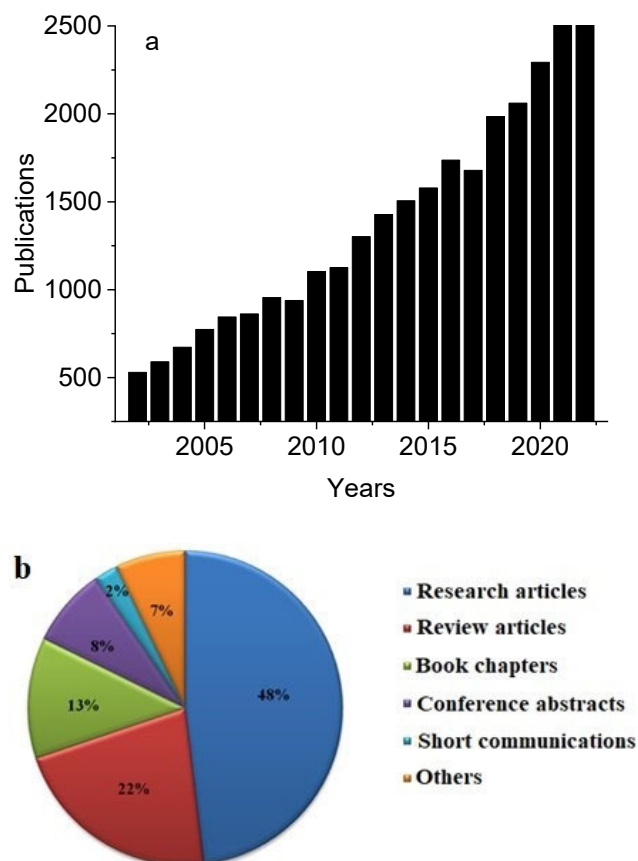 a
2500
2000
1500
1000
500
Publications
2005 2010 2015 2020
Years
b
2%
7%
8%
48%
13%
22%
Research articles
Review articles
Book chapters
Conference abstracts
Short communications
Others